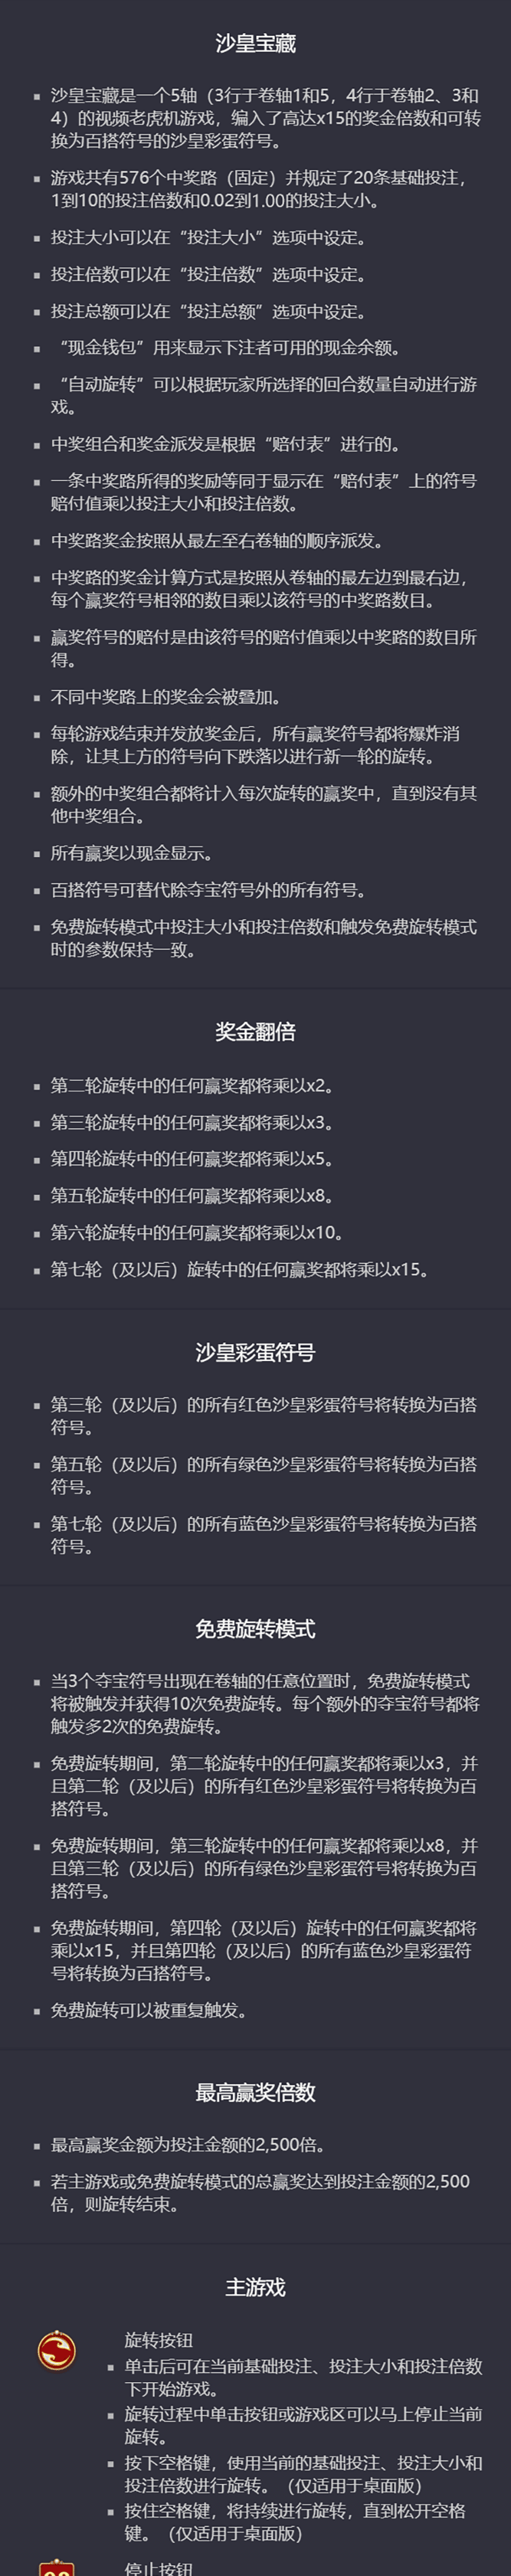 沙皇宝藏
沙皇宝藏是一个5轴（3行于卷轴1和5，4行于卷轴2、3和
4）的视频老虎机游戏，编入了高达x15的奖金倍数和可转
换为百搭符号的沙皇彩蛋符号。
游戏共有576个中奖路（固定）并规定了20条基础投注，
1到10的投注倍数和0.02到1.00的投注大小。
投注大小可以在“投注大小”选项中设定。
投注倍数可以在“投注倍数”选项中设定。
投注总额可以在“投注总额”选项中设定。
“现金钱包”用来显示下注者可用的现金余额。
“自动旋转”可以根据玩家所选择的回合数量自动进行游
戏。
中奖组合和奖金派发是根据“赔付表”进行的。
一条中奖路所得的奖励等同于显示在“赔付表”上的符号
赔付值乘以投注大小和投注倍数。
中奖路奖金按照从最左至右卷轴的顺序派发。
中奖路的奖金计算方式是按照从卷轴的最左边到最右边，
每个赢奖符号相邻的数目乘以该符号的中奖路数目。
赢奖符号的赔付是由该符号的赔付值乘以中奖路的数目所
得。
不同中奖路上的奖金会被叠加。
每轮游戏结束并发放奖金后，所有赢奖符号都将爆炸消
除，让其上方的符号向下跌落以进行新一轮的旋转。
额外的中奖组合都将计入每次旋转的赢奖中，直到没有其
他中奖组合。
所有赢奖以现金显示。
百搭符号可替代除夺宝符号外的所有符号。
免费旋转模式中投注大小和投注倍数和触发免费旋转模式
时的参数保持一致。
奖金翻倍
第二轮旋转中的任何赢奖都将乘以x2。
第三轮旋转中的任何赢奖都将乘以x3。
第四轮旋转中的任何赢奖都将乘以x5。
第五轮旋转中的任何赢奖都将乘以x8。
第六轮旋转中的任何赢奖都将乘以x10。
第七轮（及以后）旋转中的任何赢奖都将乘以x15。
沙皇彩蛋符号
第三轮（及以后）的所有红色沙皇彩蛋符号将转换为百搭
符号。
第五轮（及以后）的所有绿色沙皇彩蛋符号将转换为百搭
符号。
第七轮（及以后）的所有蓝色沙皇彩蛋符号将转换为百搭
符号。
免费旋转模式
当3个夺宝符号出现在卷轴的任意位置时，免费旋转模式
将被触发并获得10次免费旋转。每个额外的夺宝符号都将
触发多2次的免费旋转。
免费旋转期间，第二轮旋转中的任何赢奖都将乘以x3，并
且第二轮（及以后）的所有红色沙皇彩蛋符号将转换为百
搭符号。
免费旋转期间，第三轮旋转中的任何赢奖都将乘以x8，并
且第三轮（及以后）的所有绿色沙皇彩蛋符号将转换为百
搭符号。
免费旋转期间，第四轮（及以后）旋转中的任何赢奖都将
乘以x15，并且第四轮（及以后）的所有蓝色沙皇彩蛋符
号将转换为百搭符号。
免费旋转可以被重复触发。
最高赢奖倍数
最高赢奖金额为投注金额的2,500倍。
若主游戏或免费旋转模式的总赢奖达到投注金额的2,500
倍，则旋转结束。
主游戏
旋转按钮
单击后可在当前基础投注、投注大小和投注倍数
下开始游戏。
旋转过程中单击按钮或游戏区可以马上停止当前
旋转。
按下空格键，使用当前的基础投注、投注大小和
投注倍数进行旋转。（仅适用于桌面版）
按住空格键，将持续进行旋转，直到松开空格
键。（仅适用于桌面版）
停止按钮